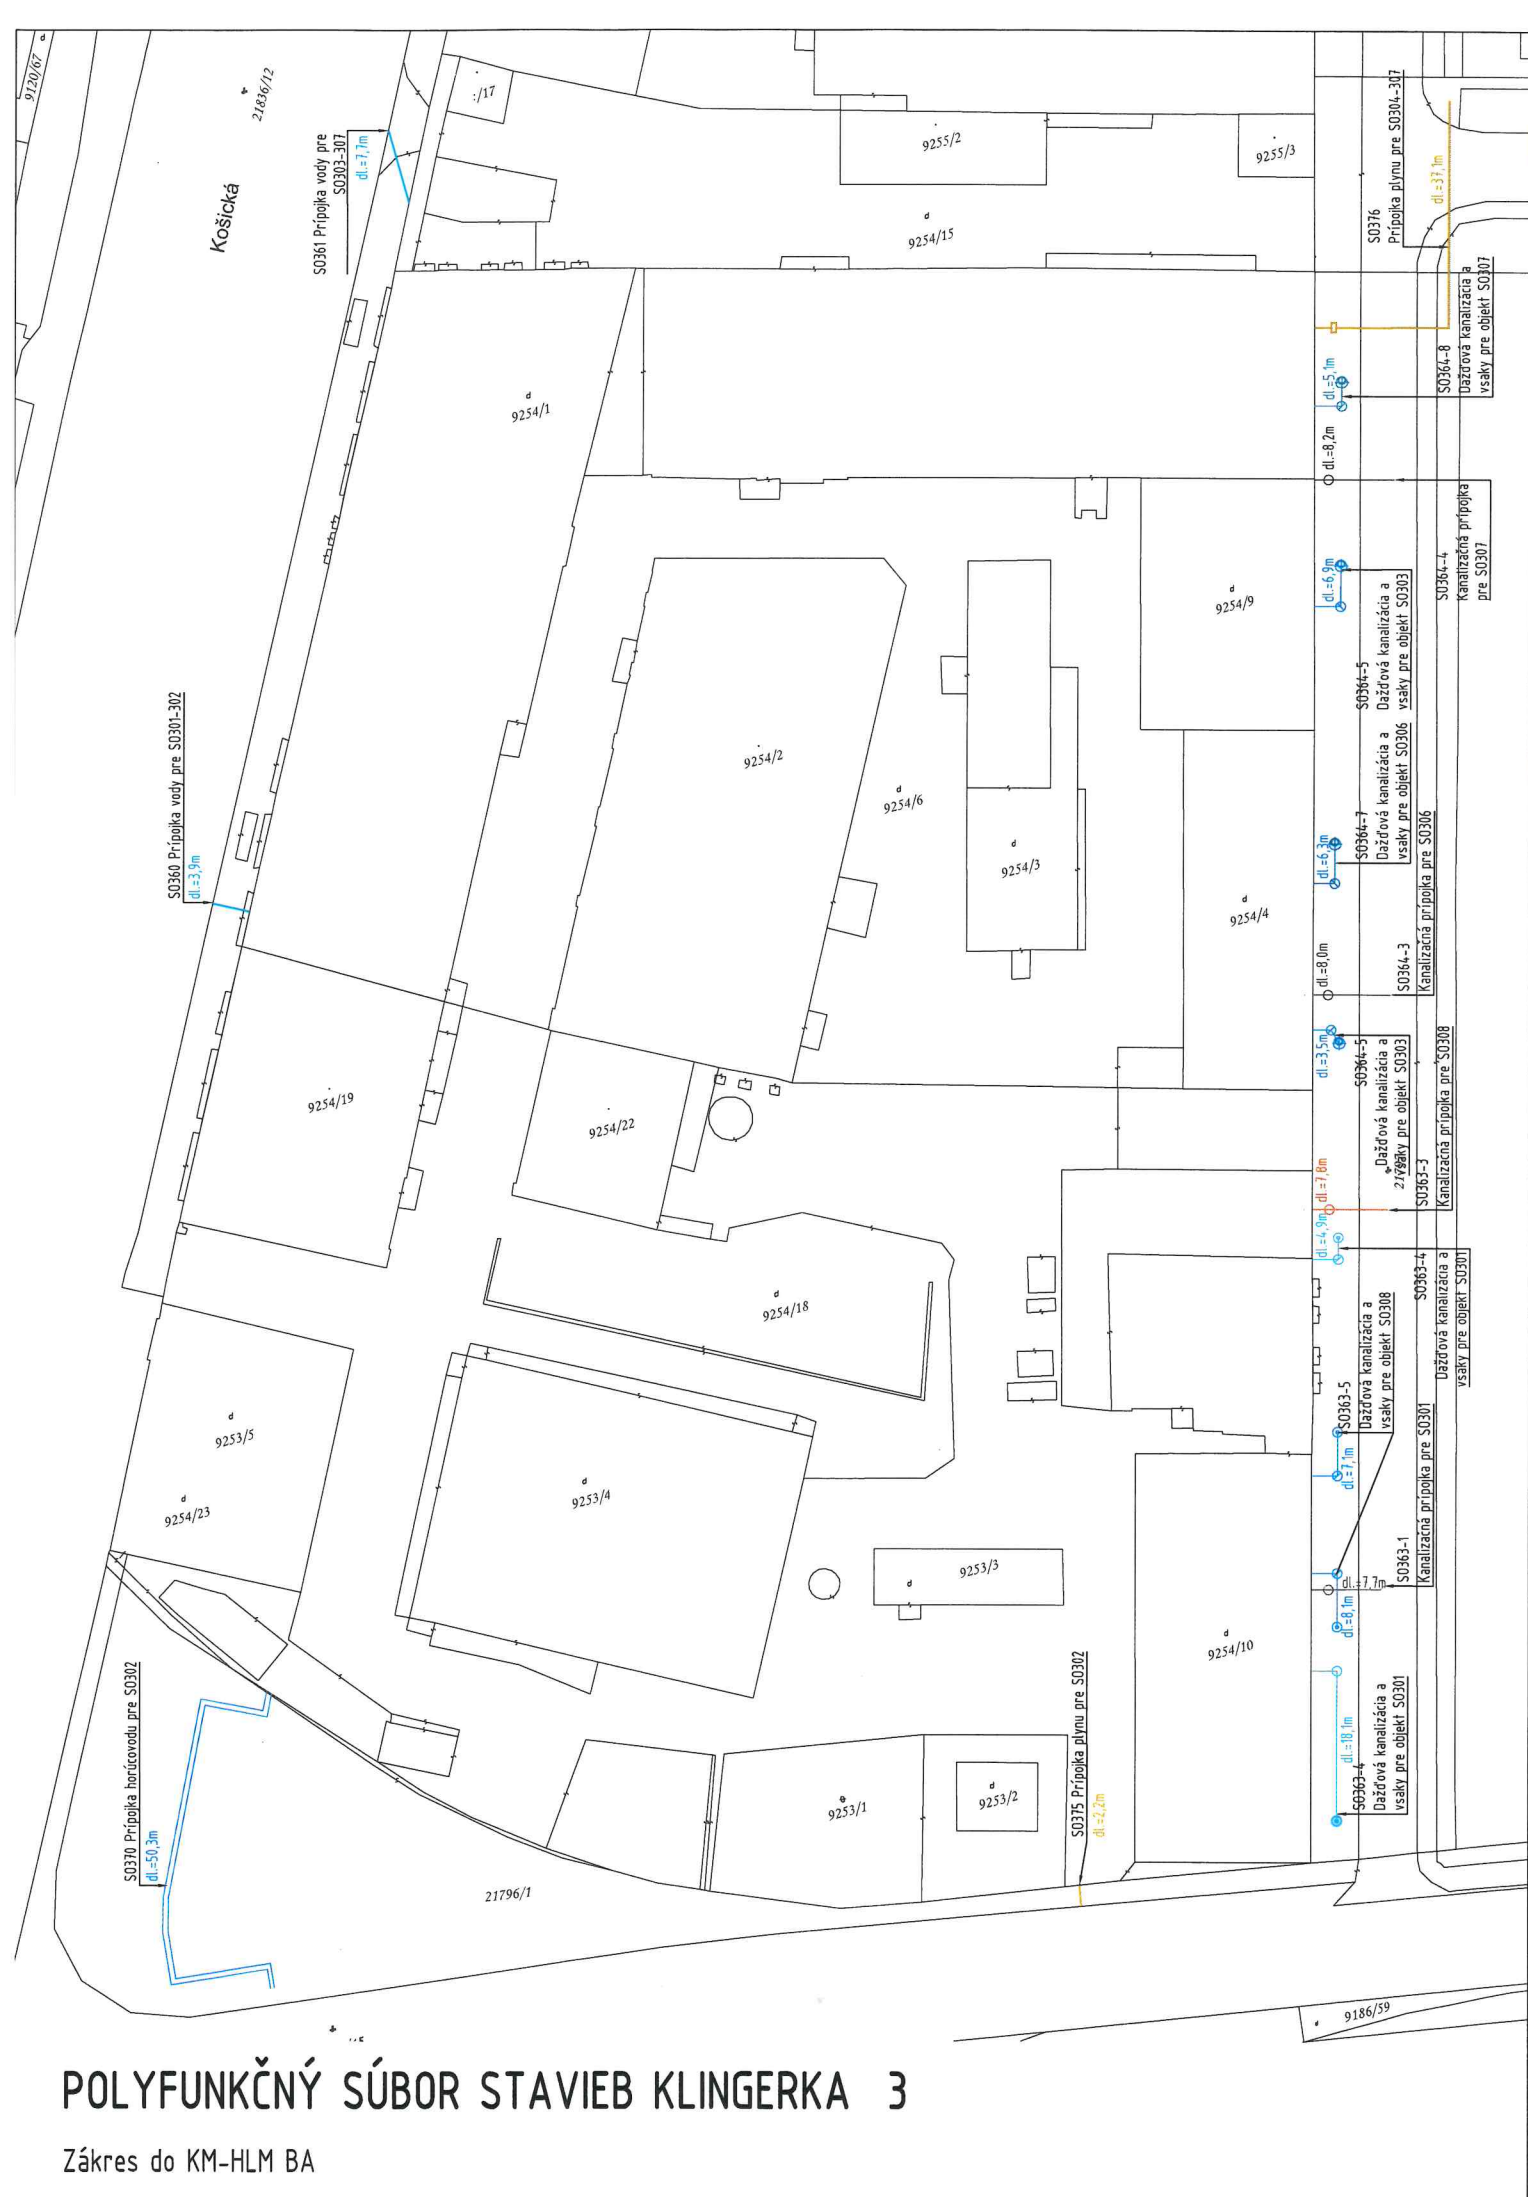 9120/67
21836/12
Košická
SO361 Prípojka vody pre
SO303-307
dl.=7,7m
:/17
9255/2
9255/3
9254/15
SO376
Prípojka plynu pre SO304-307
dl.=37,1m
9254/1
dl.=5,1m
SO364-8
Dažďová kanalizácia a
vsaky pre objekt SO307
dl.=8,2m
SO364-4
Kanalizačná prípojka
pre SO307
9254/9
dl.=6,9m
SO364-5
Dažďová kanalizácia a
vsaky pre objekt SO303
SO360 Prípojka vody pre SO301-302
dl.=3,9m
9254/2
9254/6
9254/3
9254/4
dl.=6,3m
SO364-7
Dažďová kanalizácia a
vsaky pre objekt SO306
dl.=8,0m
SO364-3
Kanalizačná prípojka pre SO306
dl.=3,5m
SO364-5
Dažďová kanalizácia a
vsaky pre objekt SO303
9254/19
9254/22
dl.=7,8m
SO363-3
Kanalizačná prípojka pre SO308
dl.=4,9m
SO363-4
Dažďová kanalizácia a
vsaky pre objekt SO301
9254/18
9253/5
9254/23
9253/4
9253/3
dl.=7,1m
SO363-5
Dažďová kanalizácia a
vsaky pre objekt SO308
dl.=7,7m
SO363-1
Kanalizačná prípojka pre SO301
dl.=8,1m
9254/10
SO370 Prípojka horúcovodu pre SO302
dl.=50,3m
SO375 Prípojka plynu pre SO302
dl.=2,2m
dl.=18,1m
SO363-4
Dažďová kanalizácia a
vsaky pre objekt SO301
9253/1
9253/2
21796/1
9186/59
POLYFUNKČNÝ SÚBOR STAVIEB KLINGERKA 3
Zákres do KM-HLM BA